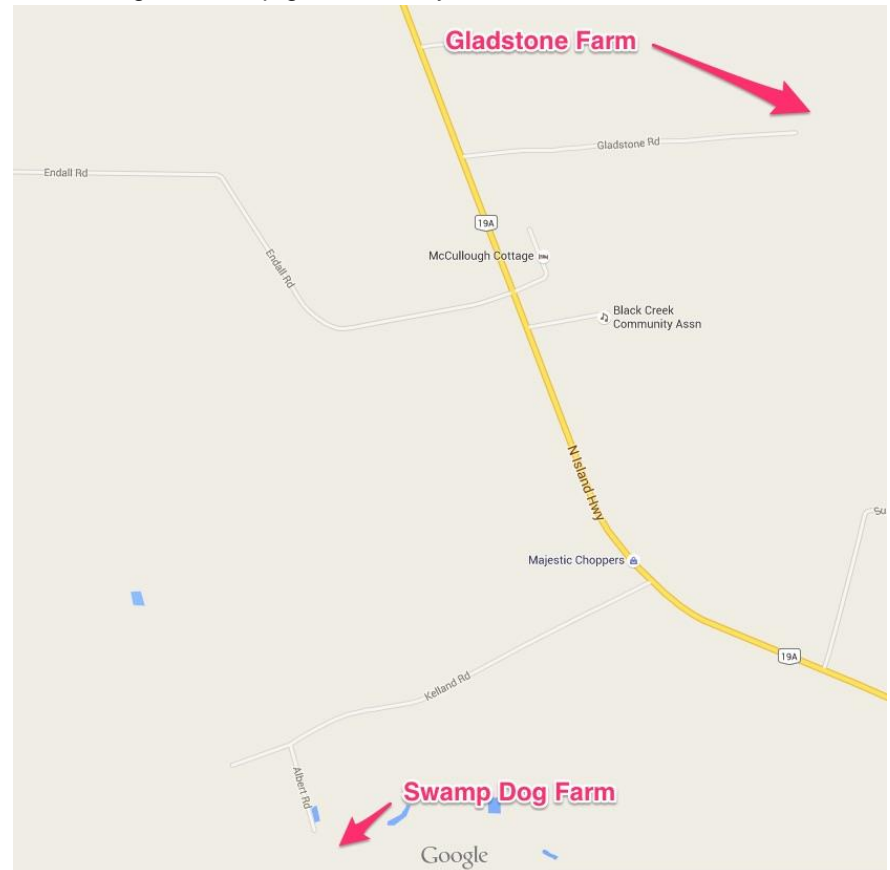 Gladstone Farm
Gladstone Rd
Endall Rd
19A
McCullough Cottage
Endall Rd
Black Creek
Community Assn
N Island Hwy
Su
Majestic Choppers
19A
Kelland Rd
Albert Rd
Swamp Dog Farm
Google